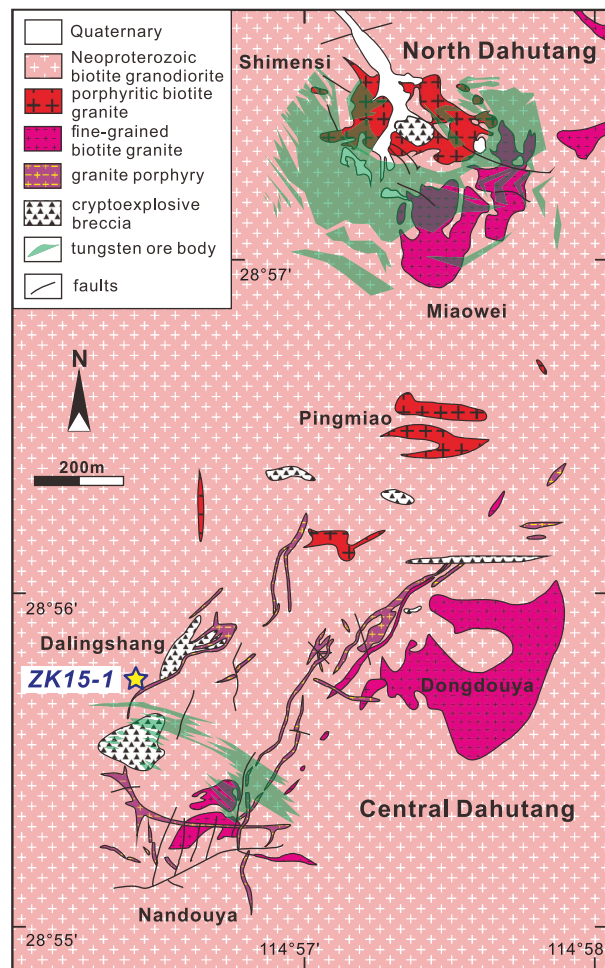 Quaternary
Neoproterozoic
biotite granodiorite
porphyritic biotite
granite
fine-grained
biotite granite
granite porphyry
cryptoexplosive
breccia
tungsten ore body
faults
North Dahutang
Shimensi
28°57'
Miaowei
N
Pingmiao
200m
28°56'
Dalingshang
ZK15-1
Dongdouya
Central Dahutang
Nandouya
28°55'
114°57'
114°58